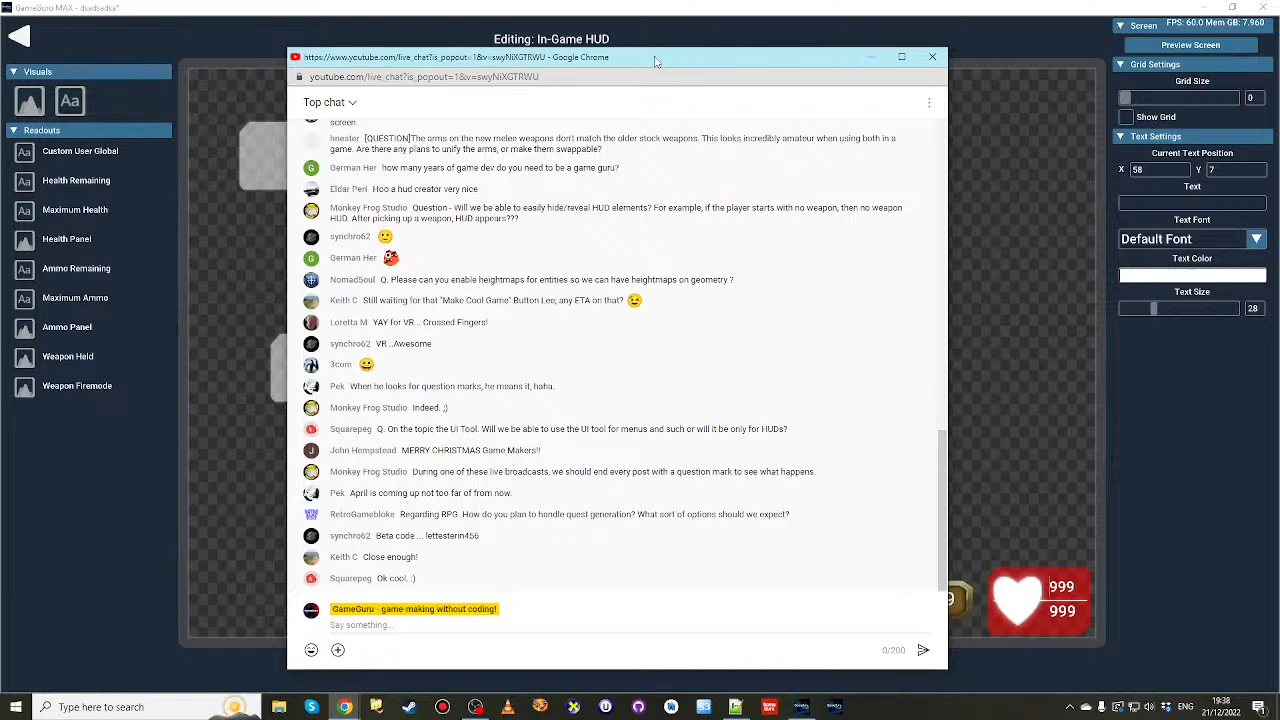 GameGuru MAX - dsdsadsa*
Editing: In-Game HUD
Visuals
Aa
Readouts
Aa Custom User Global
Aa Health Remaining
Aa Maximum Health
Health Panel
Aa Ammo Remaining
Aa Maximum Ammo
Ammo Panel
Weapon Held
Weapon Firemode
https://www.youtube.com/live_chat?is_popout=1&v=swyNiXGTRWU - Google Chrome
youtube.com/live_chat?is_popout=1&v=swyNiXGTRWU
Top chat
screen.
hnester [QUESTION]The arms on the new melee weapons don't match the older stock weapons. This looks incredibly amateur when using both in a
game. Are there any plans to unify the arms, or make them swappable?
G German Her how many years of game dev do you need to be a game guru?
Eldar Peri Hoo a hud creator very nice
Monkey Frog Studio Question - Will we be able to easily hide/reveal HUD elements? For example, if the player starts with no weapon, then no weapon
HUD. After picking up a weapon, HUD appears???
synchro62 🙂
G German Her
NomadSoul Q. Please can you enable heightmaps for entities so we can have heightmaps on geometry ?
Keith C Still waiting for that "Make Cool Game" Button Lee; any ETA on that? 😉
Loretta M YAY for VR... Crossed Fingers!
synchro62 VR ..Awesome
3com 😀
Pek When he looks for question marks, he means it, haha.
Monkey Frog Studio Indeed. ;)
Squarepeg Q. On the topic the UI Tool. Will we be able to use the UI tool for menus and such or will it be only for HUDs?
J John Hempstead MERRY CHRISTMAS Game Makers!!
Monkey Frog Studio During one of these live broadcasts, we should end every post with a question mark to see what happens.
Pek April is coming up not too far of from now.
RetroGamebloke Regarding RPG. How do you plan to handle quest generation? What sort of options should we expect?
synchro62 Beta code ... lettesterin456
Keith C Close enough!
Squarepeg Ok cool. :)
GameGuru - game-making without coding!
Say something...
0/200
9
999
999
Screen FPS: 60.0 Mem GB: 7.960
Preview Screen
Grid Settings
Grid Size
0
Show Grid
Text Settings
Current Text Position
X 58 Y 7
Text
Text Font
Default Font
Text Color
Text Size
28
Type here to search
ENG
19:38